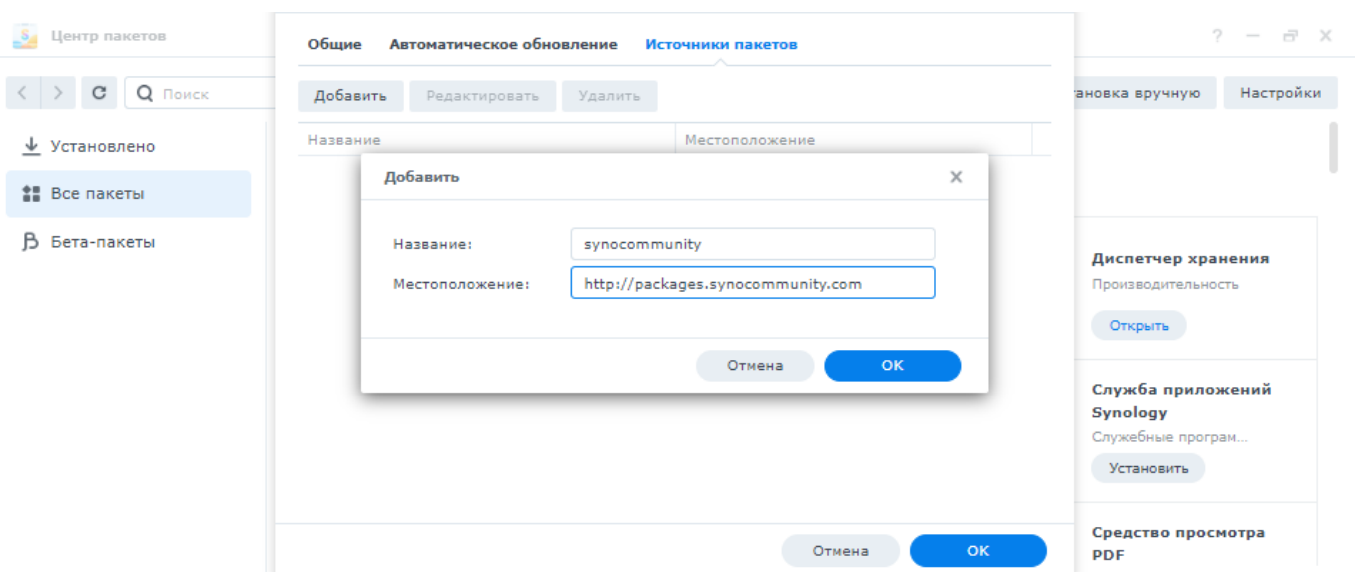 Центр пакетов
Общие Автоматическое обновление Источники пакетов
Поиск
Добавить Редактировать Удалить
Настройки
вручную
Название Местоположение
Установлено
Все пакеты
Бета-пакеты
Добавить
Название: synocommunity
Местоположение: http://packages.synocommunity.com
Отмена OK
Диспетчер хранения
Производительность
Открыть
Служба приложений
Synology
Служебные програм...
Установить
Средство просмотра
PDF
Отмена OK